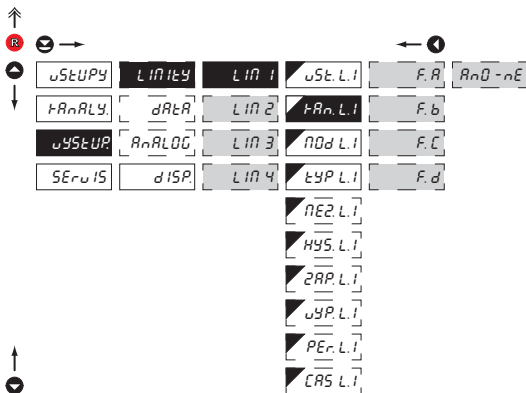 R
uStUPY LIMItY LIM 1 uSt. L.1 F. A AnO - nE
KAnALY. dAtA LIM 2 KAn. L.1 F. b
uYStUP. AnALOG LIM 3 MOd L.1 F. C
SEruIS dISP. LIM 4 tYP L.1 F. d
MEZ. L.1
HYS. L.1
ZAP. L.1
uYP. L.1
PEr. L.1
CAS L.1